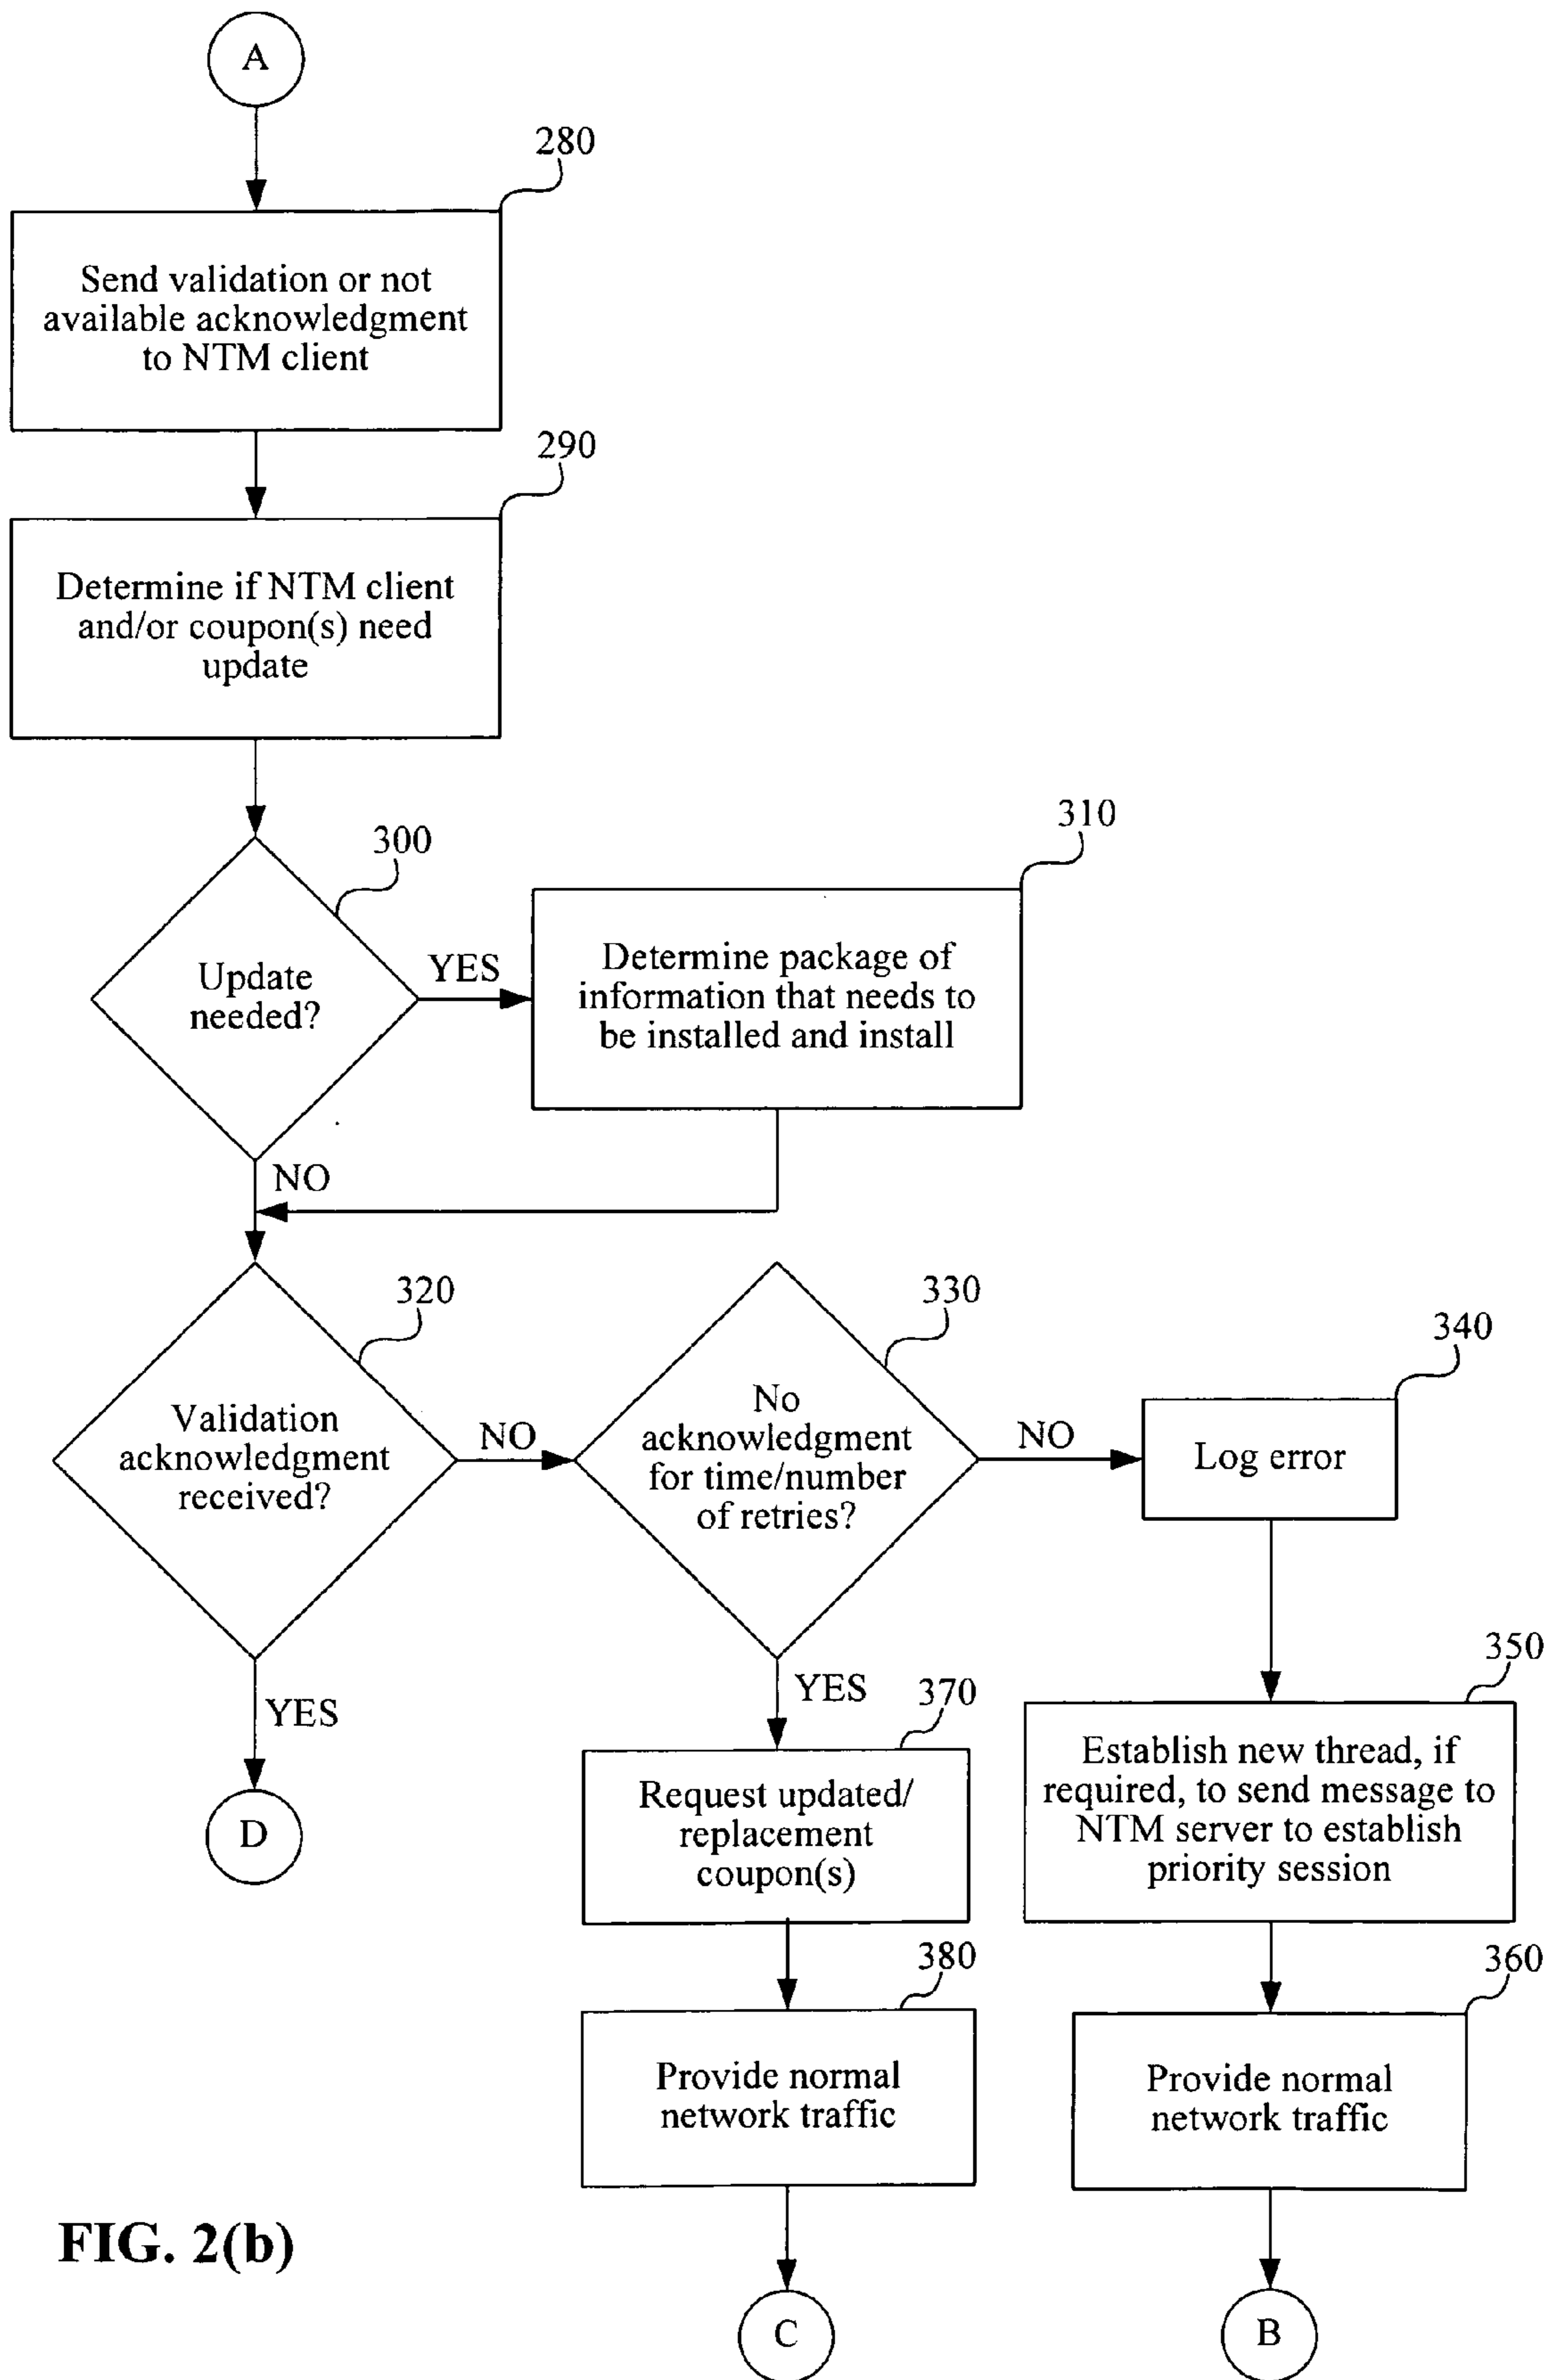 A
280
Send validation or not
available acknowledgment
to NTM client
290
Determine if NTM client
and/or coupon(s) need
update
300
Update
needed?
YES
310
Determine package of
information that needs to
be installed and install
NO
320
Validation
acknowledgment
received?
NO
330
No
acknowledgment
for time/number
of retries?
NO
340
Log error
YES
D
YES
370
Request updated/
replacement
coupon(s)
350
Establish new thread, if
required, to send message to
NTM server to establish
priority session
380
Provide normal
network traffic
360
Provide normal
network traffic
C
B
FIG. 2(b)